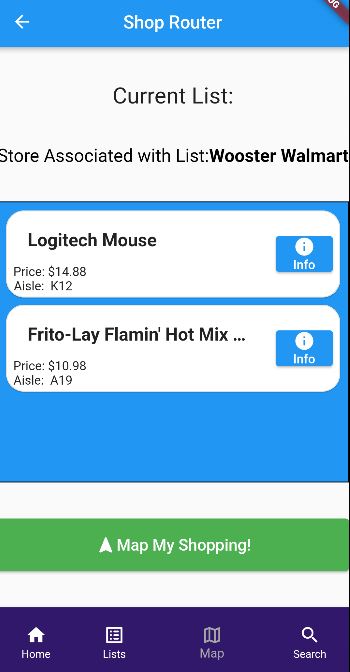 Shop Router
Current List:
Store Associated with List:Wooster Walmart
Logitech Mouse
Info
Price: $14.88
Aisle: K12
Frito-Lay Flamin' Hot Mix ...
Info
Price: $10.98
Aisle: A19
Map My Shopping!
Home Lists Map Search